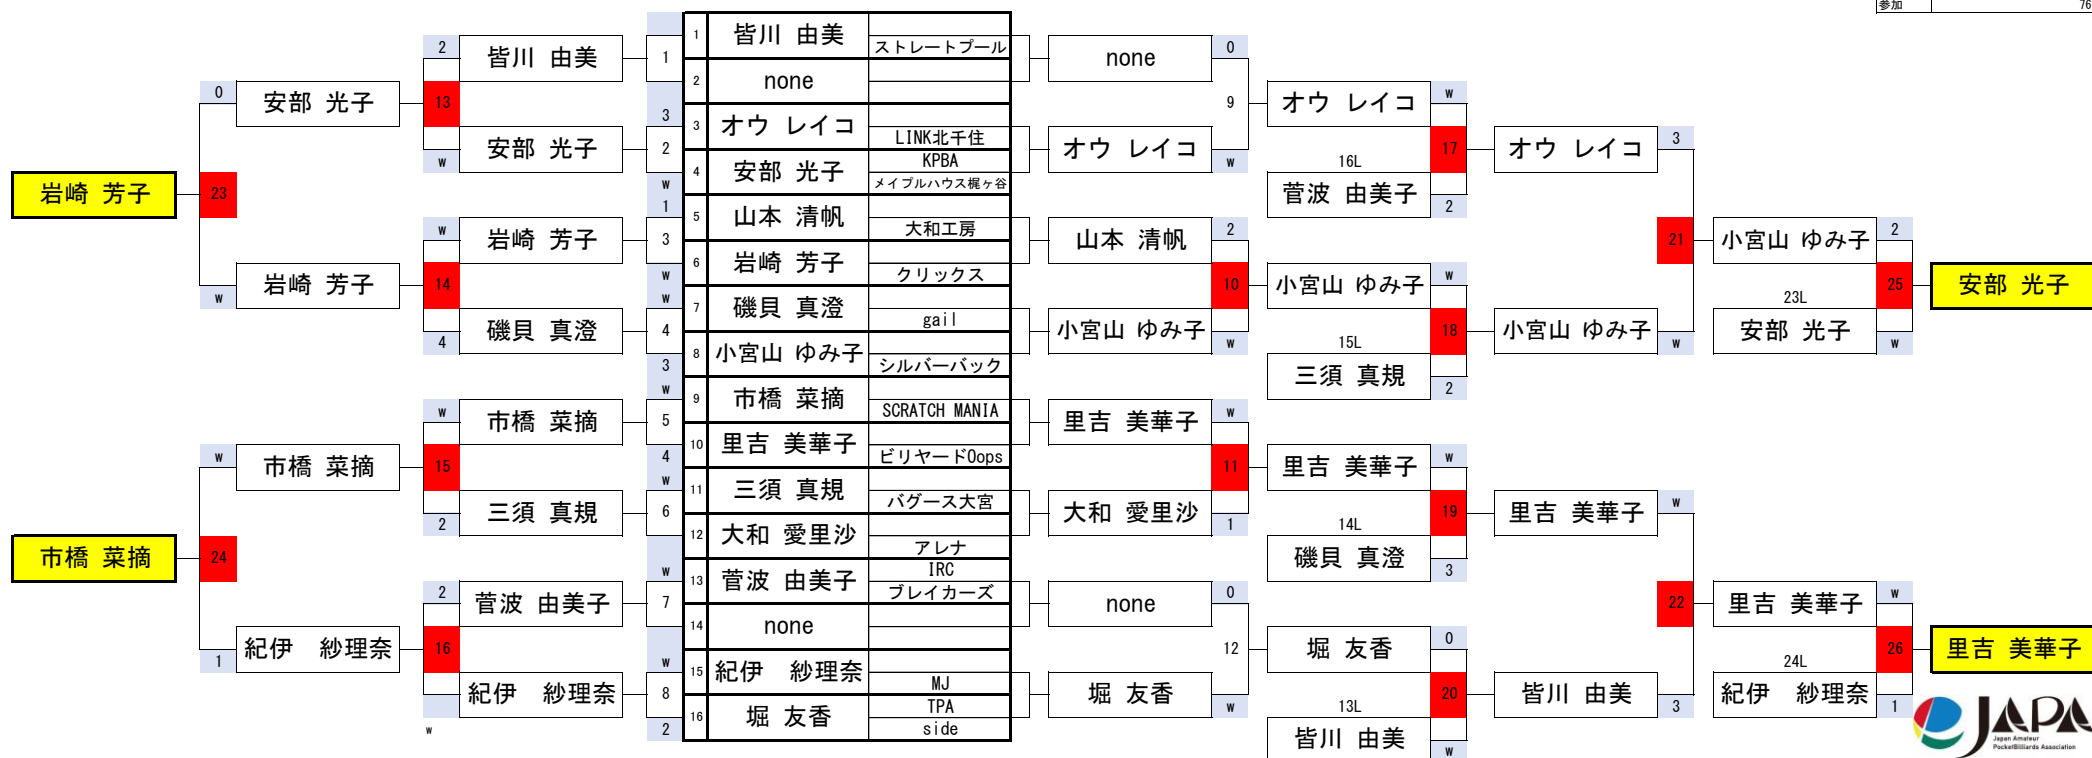 参加 76
1 皆川 由美 ストレートプール
2 none
3 オウ レイコ LINK北千住
4 安部 光子 KPBA メイプルハウス梶ヶ谷
5 山本 清帆 大和工房
6 岩崎 芳子 クリックス
7 磯貝 真澄 gail
8 小宮山 ゆみ子 シルバーバック
9 市橋 菜摘 SCRATCH MANIA
10 里吉 美華子 ビリヤードOops
11 三須 真規 バグース大宮
12 大和 愛里沙 アレナ
13 菅波 由美子 IRC ブレイカーズ
14 none
15 紀伊 紗理奈 MJ
16 堀 友香 TPA side
1
3 2 w
1 3 w
w 4 3
w 5 4
w 6
w 7
w 8 2
2 皆川 由美
13
安部 光子 w
w 岩崎 芳子
14
磯貝 真澄 4
w 市橋 菜摘
15
三須 真規 2
2 菅波 由美子
16
紀伊 紗理奈
w
0 安部 光子
23
岩崎 芳子 w
w 市橋 菜摘
24
紀伊 紗理奈 1
岩崎 芳子
市橋 菜摘
none 0
9
オウ レイコ w
山本 清帆 2
10
小宮山 ゆみ子 w
里吉 美華子 w
11
大和 愛里沙 1
none 0
12
堀 友香 w
オウ レイコ w
16L 17
菅波 由美子 2
小宮山 ゆみ子 w
15L 18
三須 真規 2
里吉 美華子 w
14L 19
磯貝 真澄 3
堀 友香 0
13L 20
皆川 由美 w
オウ レイコ 3
21
小宮山 ゆみ子 w
里吉 美華子 w
22
皆川 由美 3
小宮山 ゆみ子 2
23L 25
安部 光子 w
里吉 美華子 w
24L 26
紀伊 紗理奈 1
安部 光子
里吉 美華子
JAPA
Japan Amateur
PocketBilliards Association